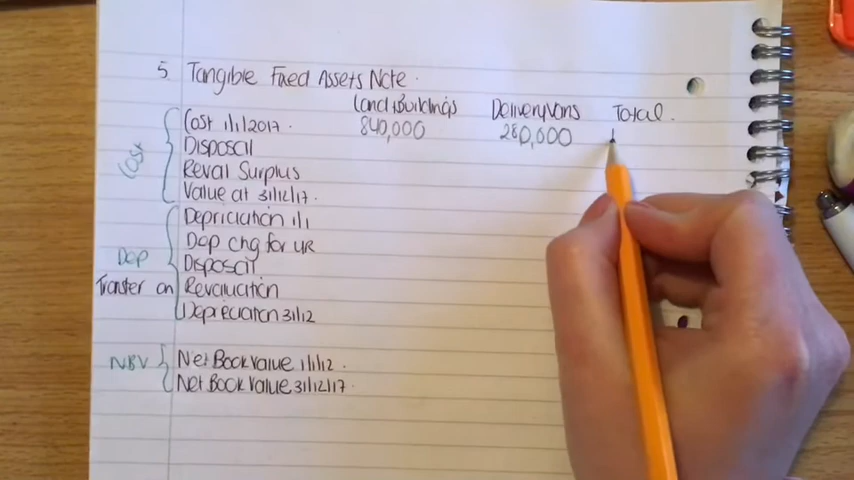 5 Tangible Fixed Assets Note.
Land & Buildings Delivery Vans Total.
Cost 1/1/2017. 840,000 280,000 1
Disposal
Reval Surplus
Value at 31/12/17.
Depriciation 1/1
Dep chg for yR
Disposal
Transfer on Revaluation
Depreciation 31/12
Net Book Value 1/1/12.
Net Book Value 31/12/17.
Cost
Dep
NBV